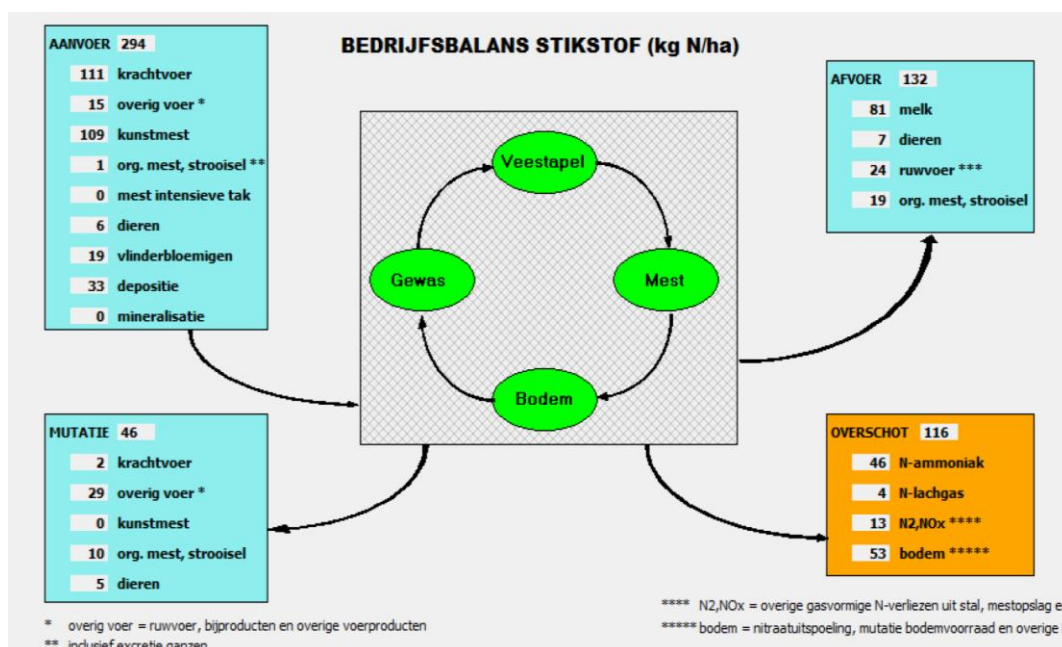 BEDRIJFSBALANS STIKSTOF (kg N/ha)
AANVOER 294
111 krachtvoer
15 overig voer *
109 kunstmest
1 org. mest, strooisel **
0 mest intensieve tak
6 dieren
19 vlinderbloemigen
33 depositie
0 mineralisatie
Veestapel
Gewas
Mest
Bodem
AFVOER 132
81 melk
7 dieren
24 ruwvoer ***
19 org. mest, strooisel
MUTATIE 46
2 krachtvoer
29 overig voer *
0 kunstmest
10 org. mest, strooisel
5 dieren
OVERSCHOT 116
46 N-ammoniak
4 N-lachgas
13 N2,NOx ****
53 bodem *****
* overig voer = ruwvoer, bijproducten en overige voerproducten
** inclusief excretie ganzen
**** N2,NOx = overige gasvormige N-verliezen uit stal, mestopslag e
***** bodem = nitraatuitspoeling, mutatie bodemvoorraad en overige